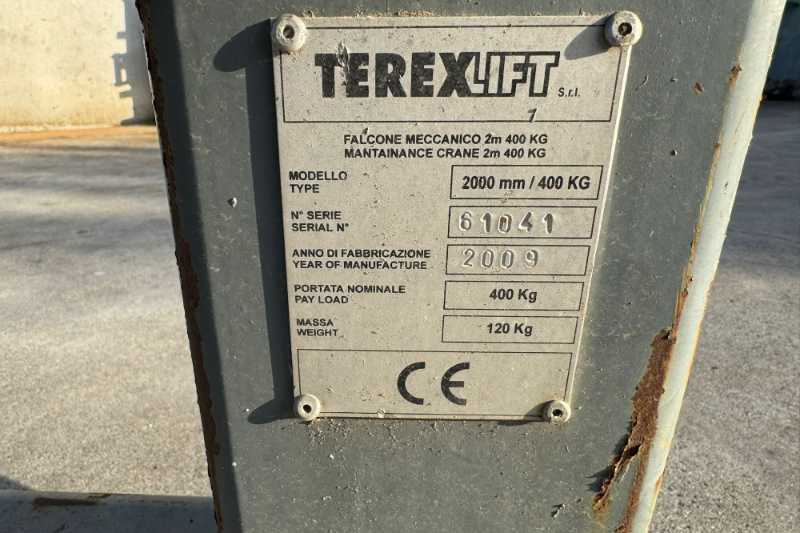 TEREXLIFT S.r.l.
FALCONE MECCANICO 2m 400 KG
MANTAINANCE CRANE 2m 400 KG
MODELLO
TYPE
2000 mm / 400 KG
N° SERIE
SERIAL N°
61041
ANNO DI FABBRICAZIONE
YEAR OF MANUFACTURE
2009
PORTATA NOMINALE
PAY LOAD
400 Kg
MASSA
WEIGHT
120 Kg
CE